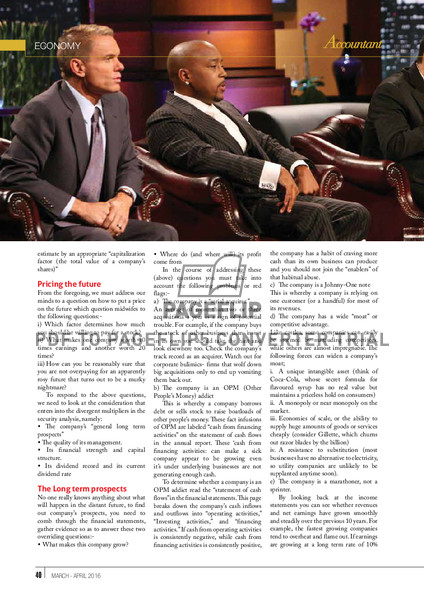 ECONOMY
Accountant
estimate by an appropriate "capitalization
factor (the total value of a company's
shares)"
Pricing the future
From the foregoing, we must address our
minds to a question on how to put a price
on the future which question midwifes to
the following questions:-
i) Which factor determines how much
you should be willing to pay for a stock?
ii) What makes one company worth 10
times earnings and another worth 20
times?
iii) How can you be reasonably sure that
you are not overpaying for an apparently
rosy future that turns out to be a murky
nightmare?
To respond to the above questions,
we need to look at the consideration that
enters into the divergent multipliers in the
security analysis, namely:
• The company's "general long term
prospects"
• The quality of its management.
• Its financial strength and capital
structure.
• Its dividend record and its current
dividend rate
The Long term prospects
No one really knows anything about what
will happen in the distant future, to find
out company's prospects, you need to
comb through the financial statements,
gather evidence so as to answer these two
overriding questions:-
• What makes this company grow?
• Where do (and where will) its profit
come from
In the course of addressing these
(above) questions you must take into
account the following problems or red
flags:-
a) The company is a "serial acquirer"
An
acquisitions a year is a sign of potential
trouble. For example, if the company buys
the stock of other business than invest
in its own
look elsewhere too. Check the company's
track record as an acquirer. Watch out for
corporate bulimics- firms that wolf down
big acquisitions only to end up vomiting
them back out.
b) The company is an OPM (Other
People's Money) addict
This is whereby a company borrows
debt or sells stock to raise boatloads of
other people's money. These fact infusions
of OPM are labeled "cash from financing
activities" on the statement of cash flows
in the annual report. These 'cash from
financing activities: can make a sick
company appear to be growing even
it's under underlying businesses are not
generating enough cash.
To determine whether a company is an
OPM addict read the "statement of cash
flows"in the financial statements. This page
breaks down the company's cash inflows
and outflows into "operating activities,"
"Investing activities," and "financing
activities." If cash from operating activities
is consistently negative, while cash from
financing activities is consistently positive,
the company has a habit of craving more
cash than its own business can produce
and you should not join the "enablers" of
that habitual abuse.
c) The company is a Johnny-One note
This is whereby a company is relying on
one customer (or a handful) for most of
its revenues.
d) The company has a wide "most" or
competitive advantage.
Like castles, some companies can
be
while others are almost impregnable. The
following forces can widen a company's
moat;
i. A unique intangible asset (think of
Coca-Cola, whose secret formula for
flavoured syrup has no real value but
maintains a priceless hold on consumers)
ii. A monopoly or near monopoly on the
market.
iii. Economies of scale, or the ability to
supply huge amounts of goods or services
cheaply (consider Gillette, which churns
out razor blades by the billion)
iv. A resistance to substitution (most
businesses have no alternative to electricity,
so utility companies are unlikely to be
supplanted anytime soon).
e) The company is a marathoner, not a
sprinter.
By looking back at the income
statements you can see whether revenues
and net earnings have grown smoothly
and steadily over the previous 10 years. For
example, the fastest growing companies
tend to overheat and flame out. If earnings
are growing at a long term rate of 10%
PAGEFLIP
PDF TO PAPERFLIP3 CONVERTER TRIAL
40 MARCH - APRIL 2016